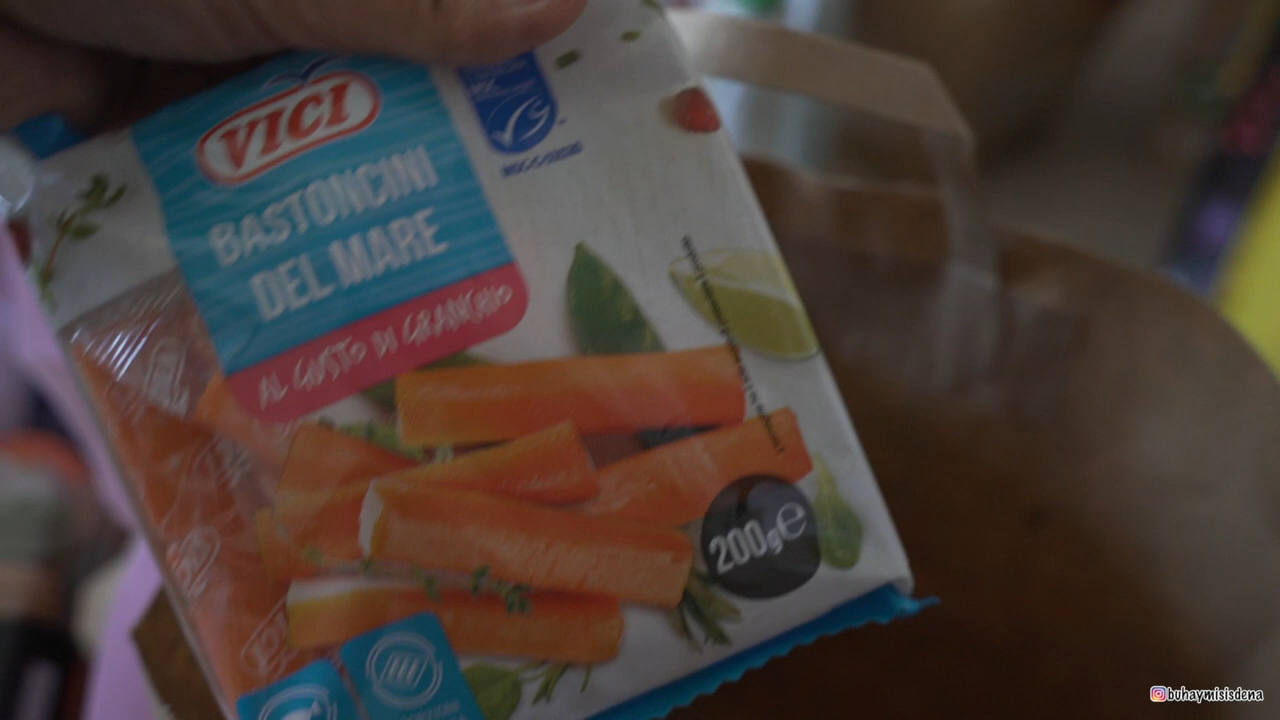 VICI
BASTONCINI
DEL MARE
AL GUSTO DI GRANCHIO
200g e
buhaymisisdena